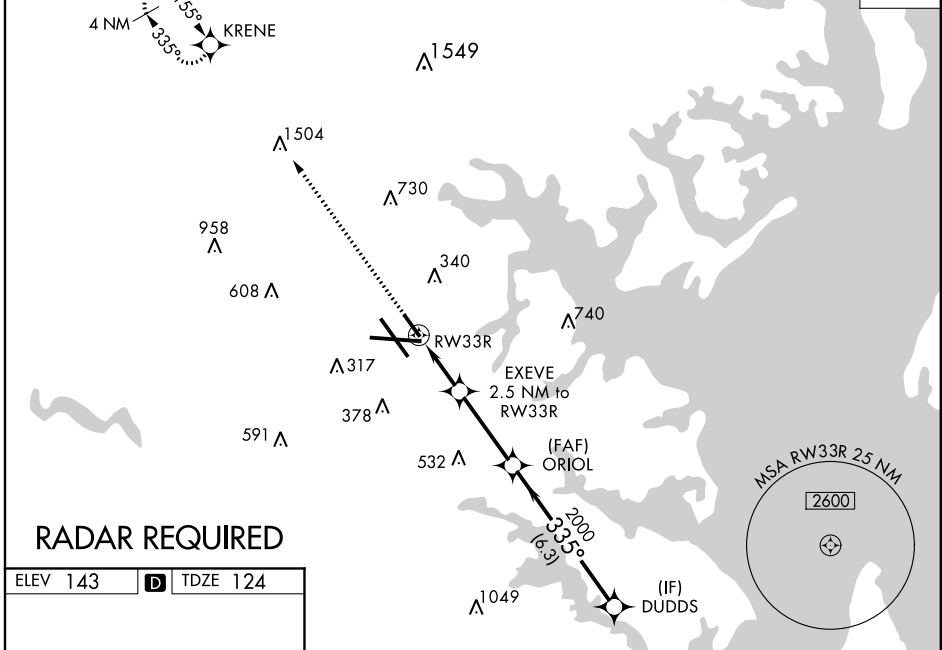 155°
4 NM
335°
KRENE
1549
1504
730
958
340
608
740
RW33R
317
EXEVE
2.5 NM to
RW33R
378
591
(FAF)
ORIOL
532
MSA RW33R 25 NM
2600
2000
335°
(6.3)
RADAR REQUIRED
ELEV 143 D TDZE 124
1049
(IF)
DUDDS